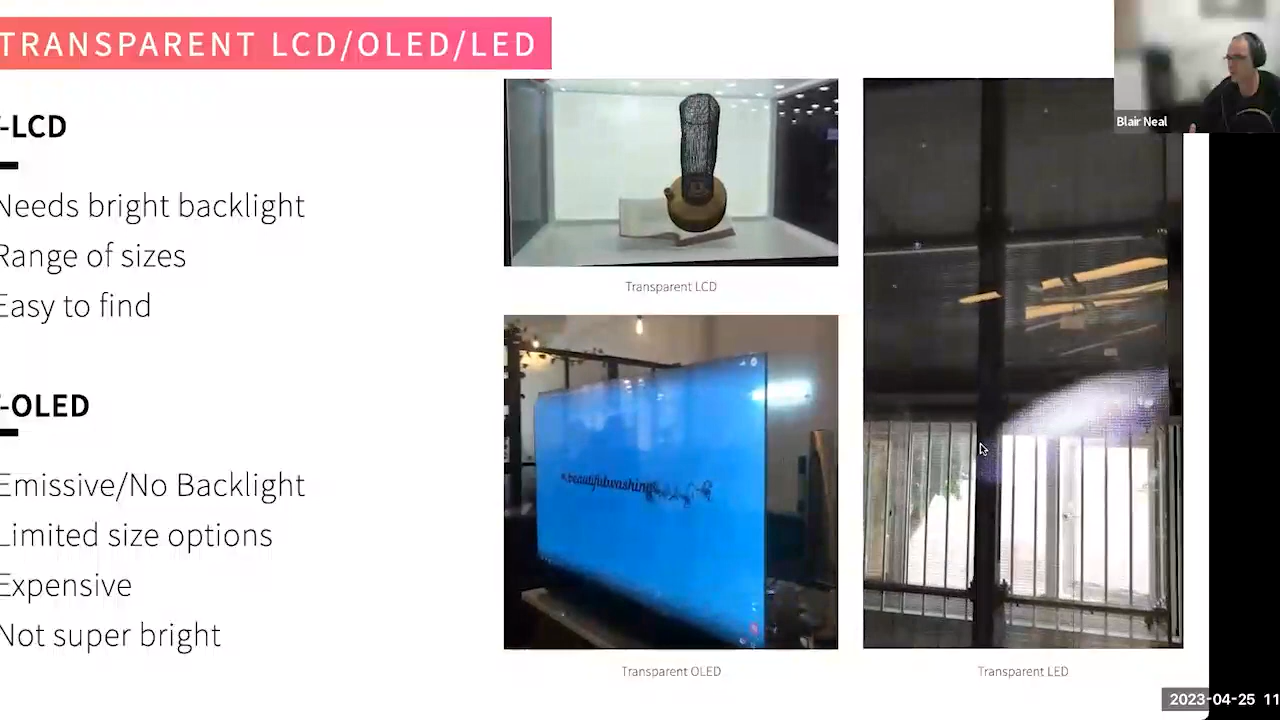 TRANSPARENT LCD/OLED/LED
-LCD
Needs bright backlight
Range of sizes
Easy to find
-OLED
Emissive/No Backlight
Limited size options
Expensive
Not super bright
Transparent LCD
beautifulwashing
Transparent OLED
Transparent LED
Blair Neal
2023-04-25 11